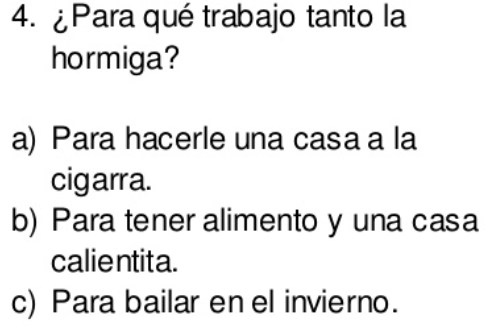 4. ¿Para qué trabajo tanto la
hormiga?
a) Para hacerle una casa a la
cigarra.
b) Para tener alimento y una casa
calientita.
c) Para bailar en el invierno.